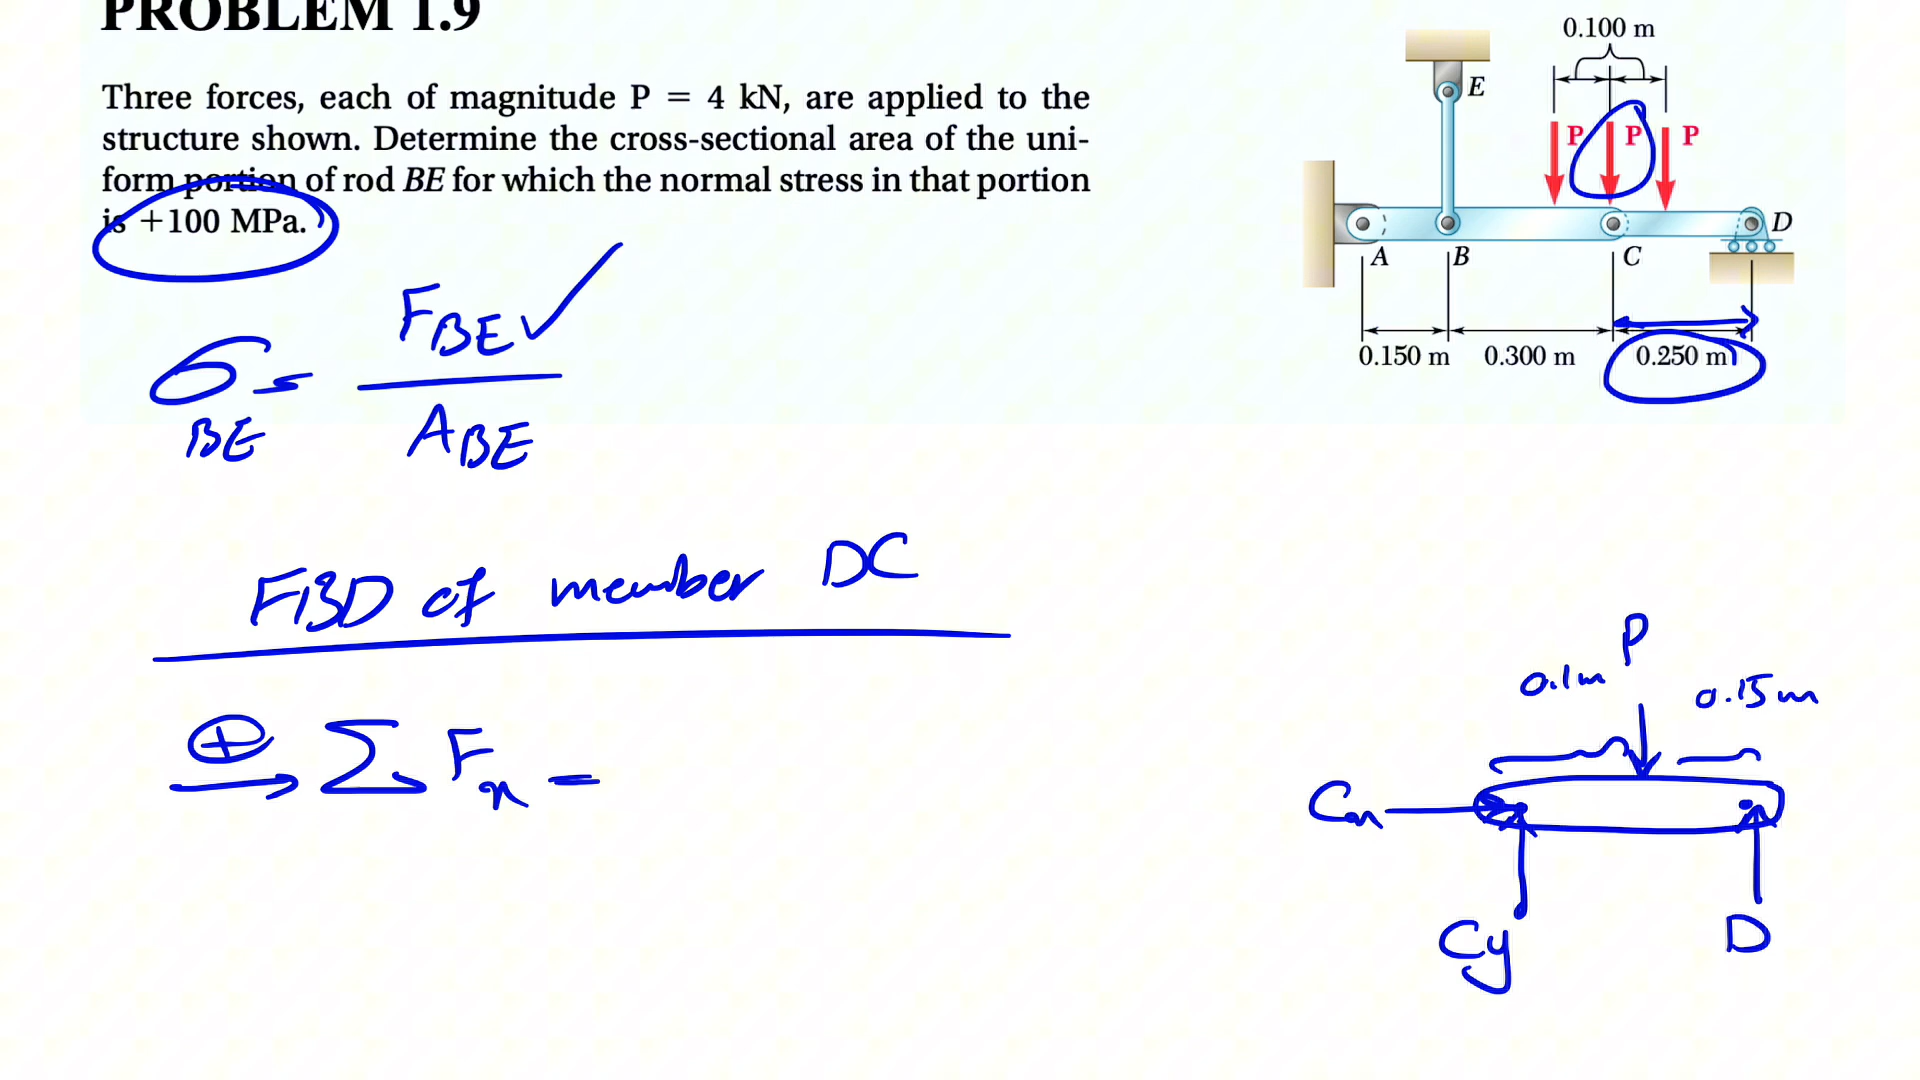 PROBLEM 1.9
Three forces, each of magnitude P = 4 kN, are applied to the
structure shown. Determine the cross-sectional area of the uni-
form portion of rod BE for which the normal stress in that portion
is +100 MPa.
0.100 m
E
P P P
D
A B C
0.150 m 0.300 m 0.250 m
σ_BE = F_BE ✓ / A_BE
FBD of member DC
⊕→ Σ F_x =
P
0.1m 0.15m
C_x
Cy D